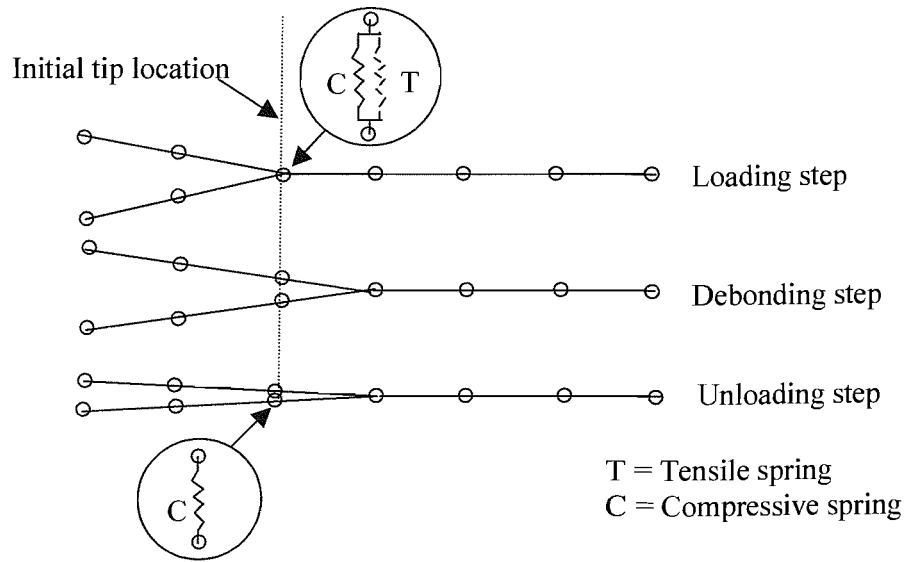 Initial tip location
C T
Loading step
Debonding step
Unloading step
C
T = Tensile spring
C = Compressive spring